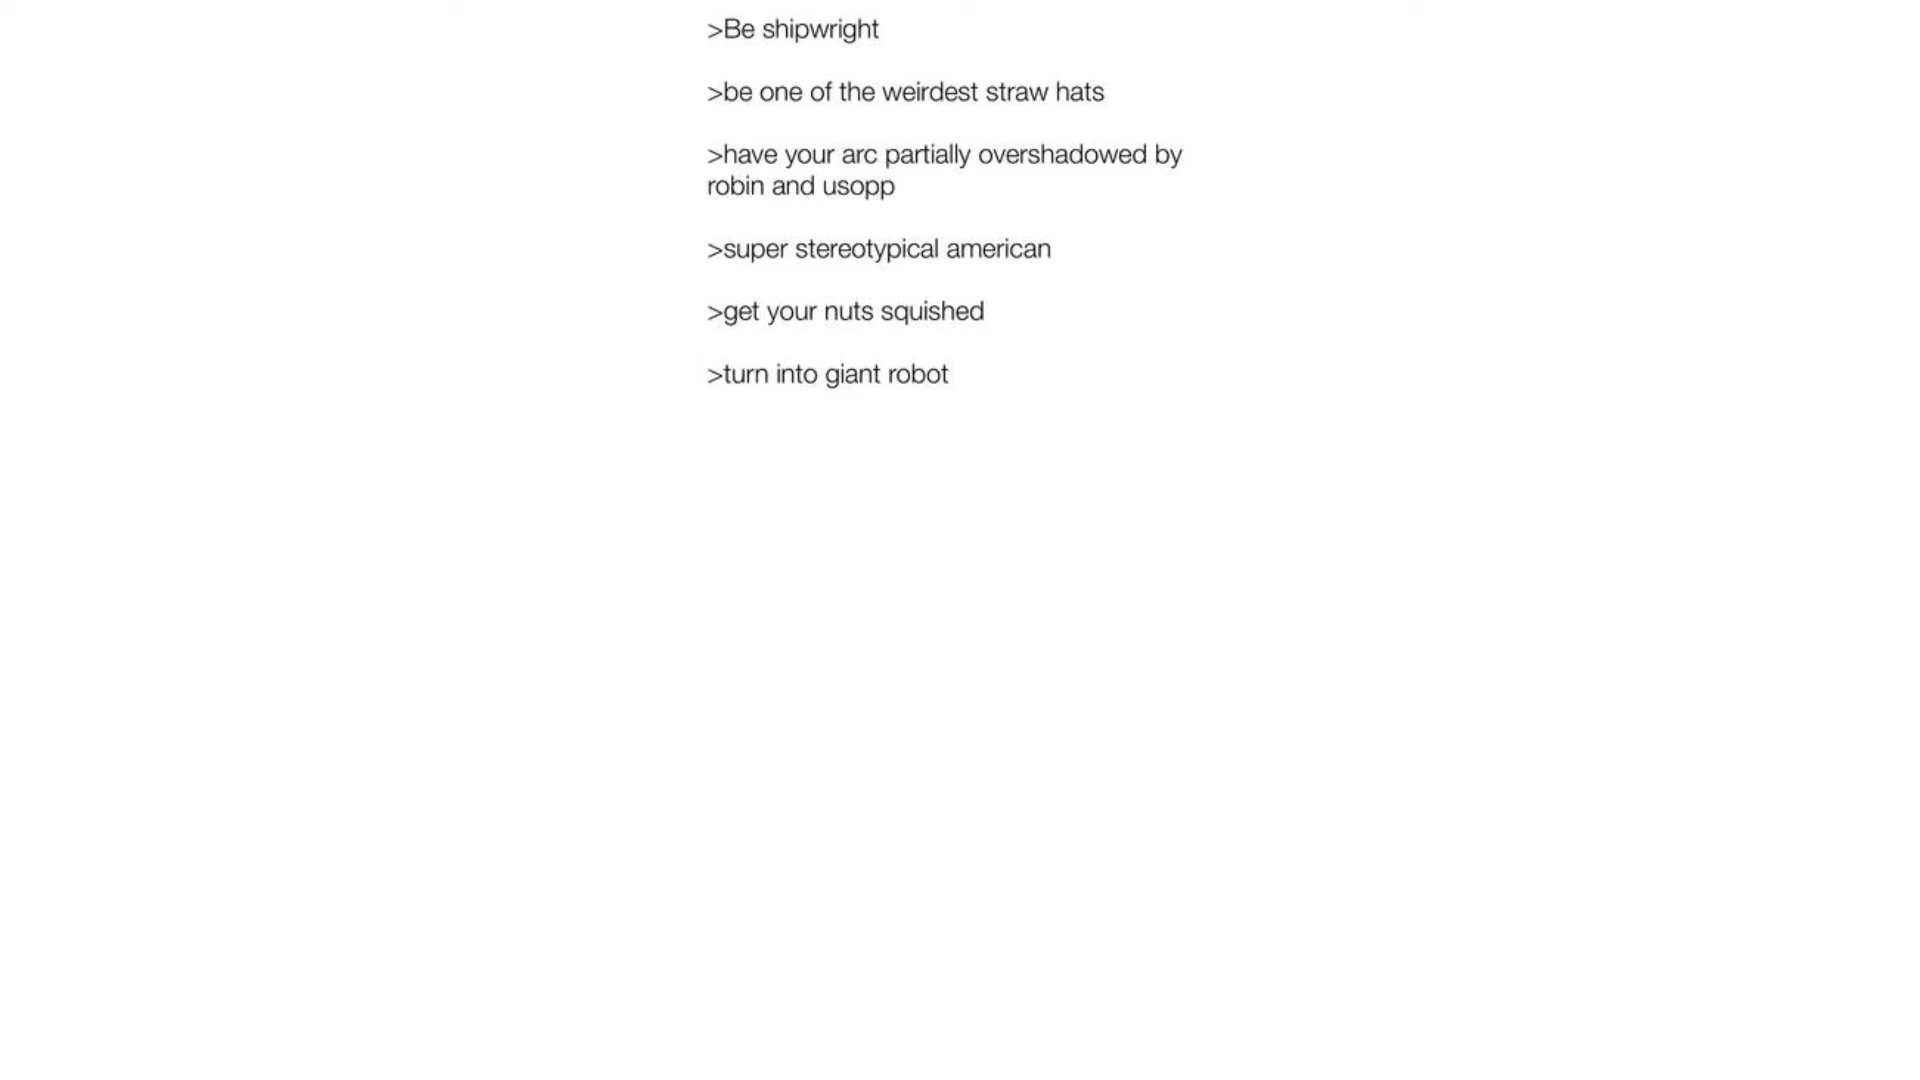 >Be shipwright
>be one of the weirdest straw hats
>have your arc partially overshadowed by
robin and usopp
>super stereotypical american
>get your nuts squished
>turn into giant robot